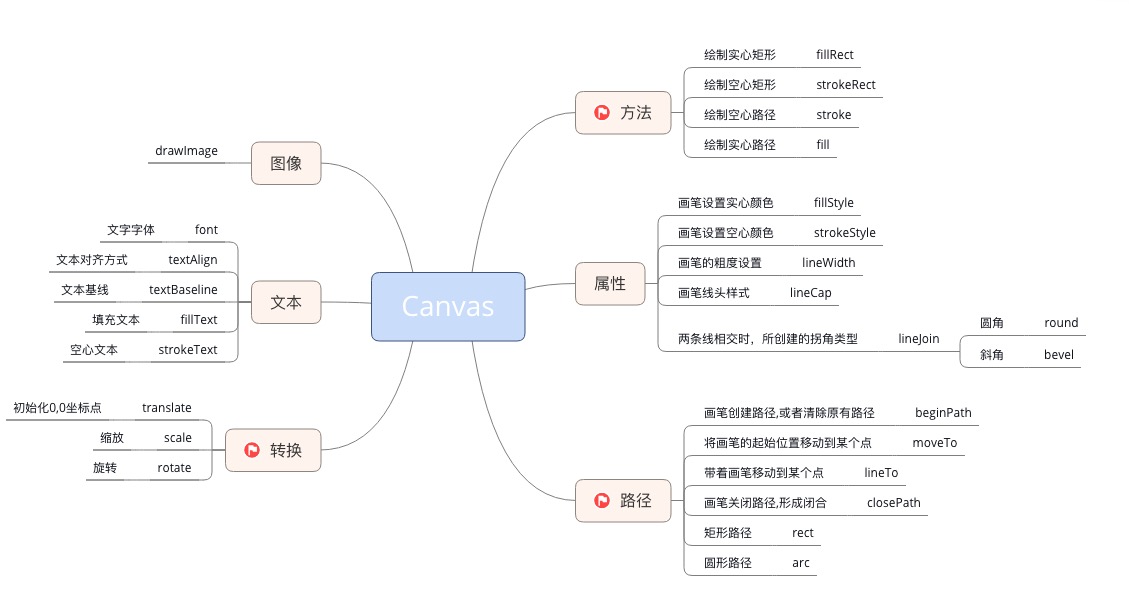 Canvas
方法
绘制实心矩形 fillRect
绘制空心矩形 strokeRect
绘制空心路径 stroke
绘制实心路径 fill
属性
画笔设置实心颜色 fillStyle
画笔设置空心颜色 strokeStyle
画笔的粗度设置 lineWidth
画笔线头样式 lineCap
两条线相交时，所创建的拐角类型 lineJoin
圆角 round
斜角 bevel
路径
画笔创建路径,或者清除原有路径 beginPath
将画笔的起始位置移动到某个点 moveTo
带着画笔移动到某个点 lineTo
画笔关闭路径,形成闭合 closePath
矩形路径 rect
圆形路径 arc
图像
drawImage
文本
文字字体 font
文本对齐方式 textAlign
文本基线 textBaseline
填充文本 fillText
空心文本 strokeText
转换
初始化0,0坐标点 translate
缩放 scale
旋转 rotate